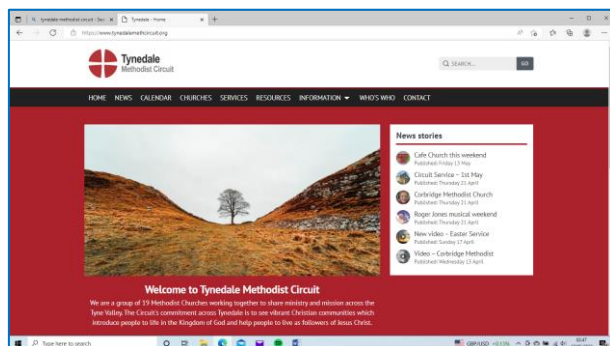 tynedale methodist circuit - Sea
Tynedale - Home
https://www.tynedalemethcircuit.org
Tynedale
Methodist Circuit
SEARCH...
GO
HOME NEWS CALENDAR CHURCHES SERVICES RESOURCES INFORMATION WHO'S WHO CONTACT
News stories
Cafe Church this weekend
Published: Friday 13 May
Circuit Service – 1st May
Published: Thursday 21 April
Corbridge Methodist Church
Published: Thursday 21 April
Roger Jones musical weekend
Published: Thursday 21 April
New video – Easter Service
Published: Sunday 17 April
Video – Corbridge Methodist
Published: Wednesday 13 April
Welcome to Tynedale Methodist Circuit
We are a group of 19 Methodist Churches working together to share ministry and mission across the
Tyne Valley. The Circuit's commitment across Tynedale is to see vibrant Christian communities which
introduce people to life in the Kingdom of God and help people to live as followers of Jesus Christ.
Type here to search
GBP/USD